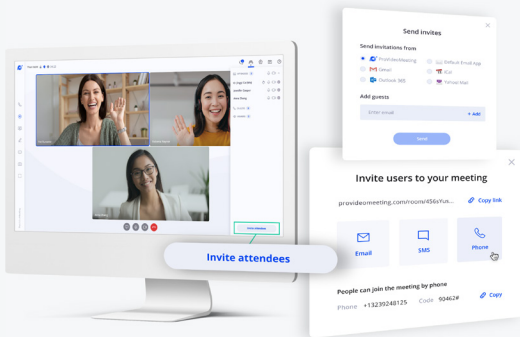 Invite attendees
Send invites
Send invitations from
ProvideoMeeting
Default Email App
Gmail
iCal
Outlook 365
Yahoo! Mail
Add guests
Enter email
+ Add
Send
Invite users to your meeting
provideomeeting.com/room/456sYus...
Copy link
Email
SMS
Phone
People can join the meeting by phone
Phone +13239248125 Code 90462#
Copy